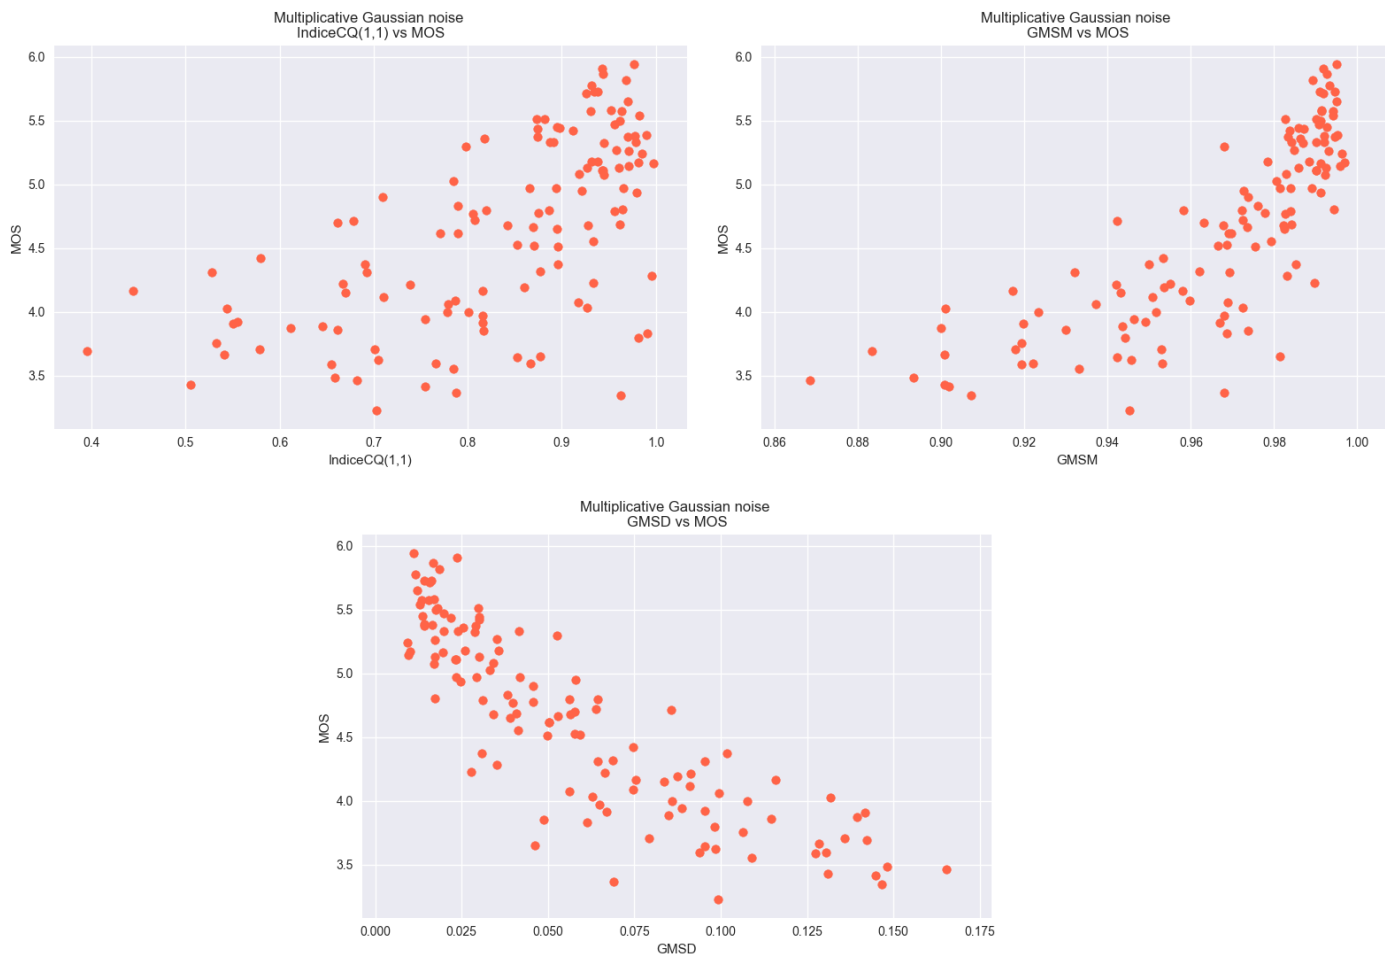 Multiplicative Gaussian noise
IndiceCQ(1,1) vs MOS
6.0
5.5
5.0
4.5
4.0
3.5
MOS
0.4 0.5 0.6 0.7 0.8 0.9 1.0
IndiceCQ(1,1)
Multiplicative Gaussian noise
GMSM vs MOS
6.0
5.5
5.0
4.5
4.0
3.5
MOS
0.86 0.88 0.90 0.92 0.94 0.96 0.98 1.00
GMSM
Multiplicative Gaussian noise
GMSD vs MOS
6.0
5.5
5.0
4.5
4.0
3.5
MOS
0.000 0.025 0.050 0.075 0.100 0.125 0.150 0.175
GMSD